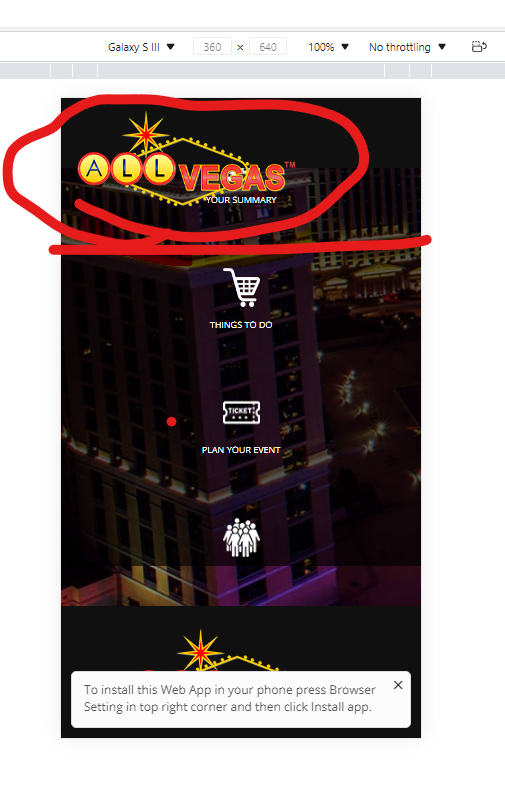 Galaxy S III ▼ 360 × 640 100% ▼ No throttling ▼
ALL VEGAS™
YOUR SUMMARY
THINGS TO DO
TICKET
PLAN YOUR EVENT
To install this Web App in your phone press Browser
Setting in top right corner and then click Install app.